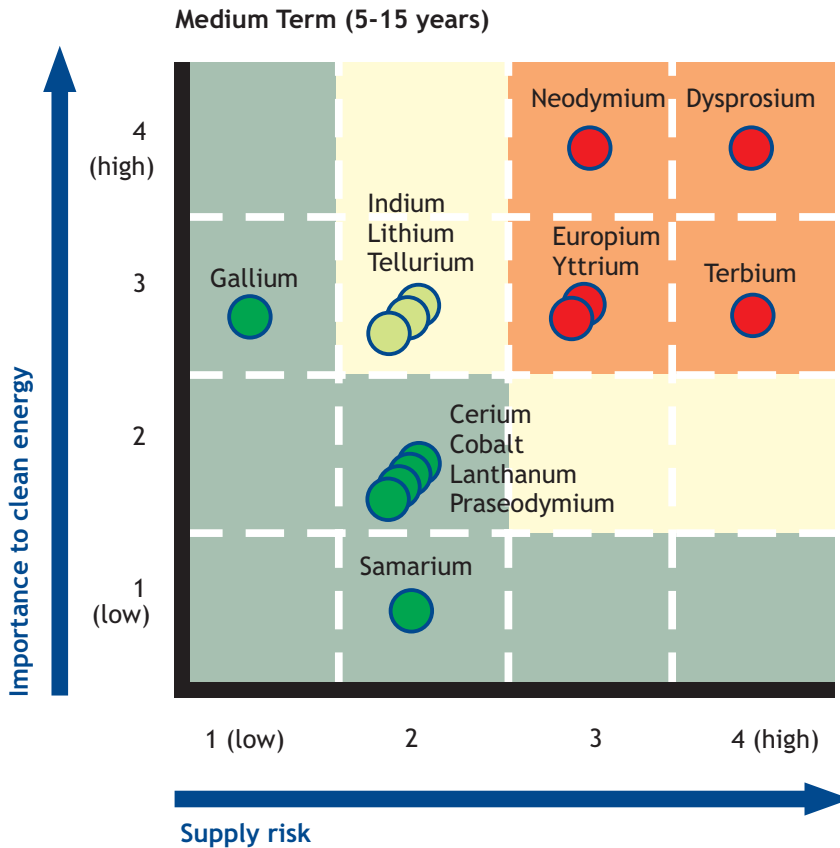 Medium Term (5-15 years)
Neodymium
Dysprosium
4
(high)
Indium
Lithium
Tellurium
Europium
Yttrium
Gallium
Terbium
3
Cerium
Cobalt
Lanthanum
Praseodymium
2
Samarium
1
(low)
Importance to clean energy
1 (low)
2
3
4 (high)
Supply risk